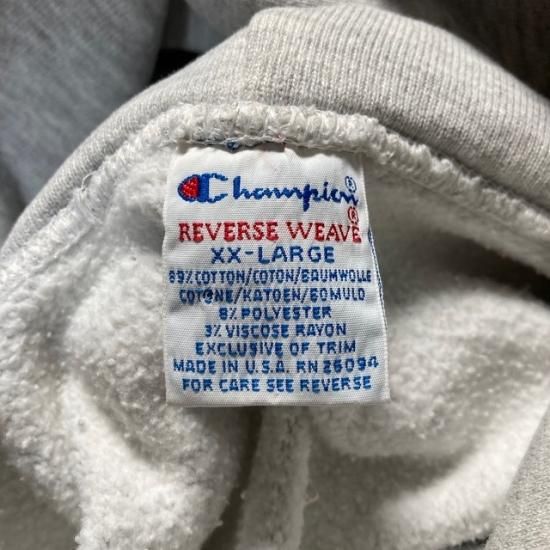 Champion®
REVERSE WEAVE®
XX-LARGE
89% COTTON/COTON/BAUMWOLLE
COTONE/KATOEN/BOMULD
8% POLYESTER
3% VISCOSE RAYON
EXCLUSIVE OF TRIM
MADE IN U.S.A. RN 26094
FOR CARE SEE REVERSE